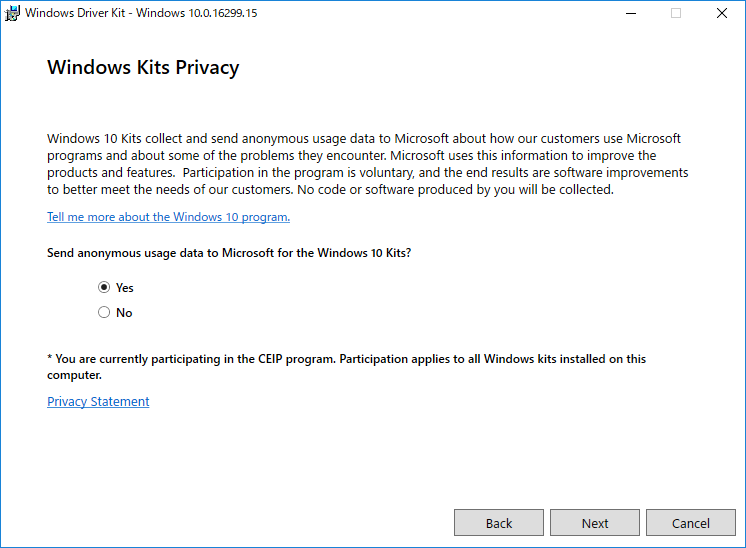 Windows Driver Kit - Windows 10.0.16299.15
Windows Kits Privacy
Windows 10 Kits collect and send anonymous usage data to Microsoft about how our customers use Microsoft
programs and about some of the problems they encounter. Microsoft uses this information to improve the
products and features.  Participation in the program is voluntary, and the end results are software improvements
to better meet the needs of our customers. No code or software produced by you will be collected.
Tell me more about the Windows 10 program.
Send anonymous usage data to Microsoft for the Windows 10 Kits?
Yes
No
* You are currently participating in the CEIP program. Participation applies to all Windows kits installed on this
computer.
Privacy Statement
Back
Next
Cancel